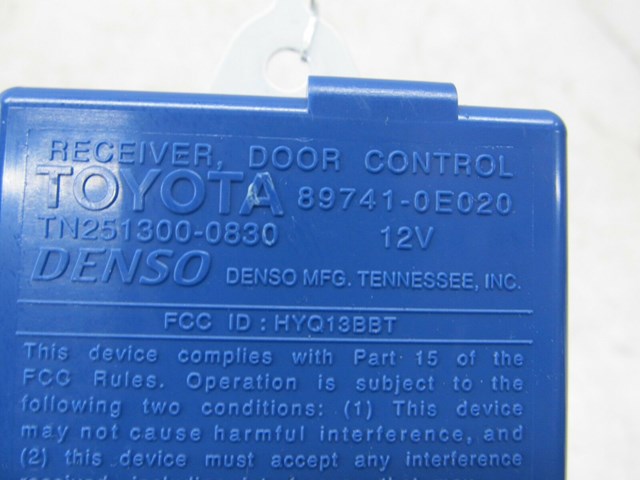 RECEIVER, DOOR CONTROL
TOYOTA 89741-0E020
TN251300-0830 12V
DENSO DENSO MFG. TENNESSEE, INC.
FCC ID : HYQ13BBT
This device complies with Part 15 of the
FCC Rules. Operation is subject to the
following two conditions: (1) This device
may not cause harmful interference, and
(2) this device must accept any interference
received, including